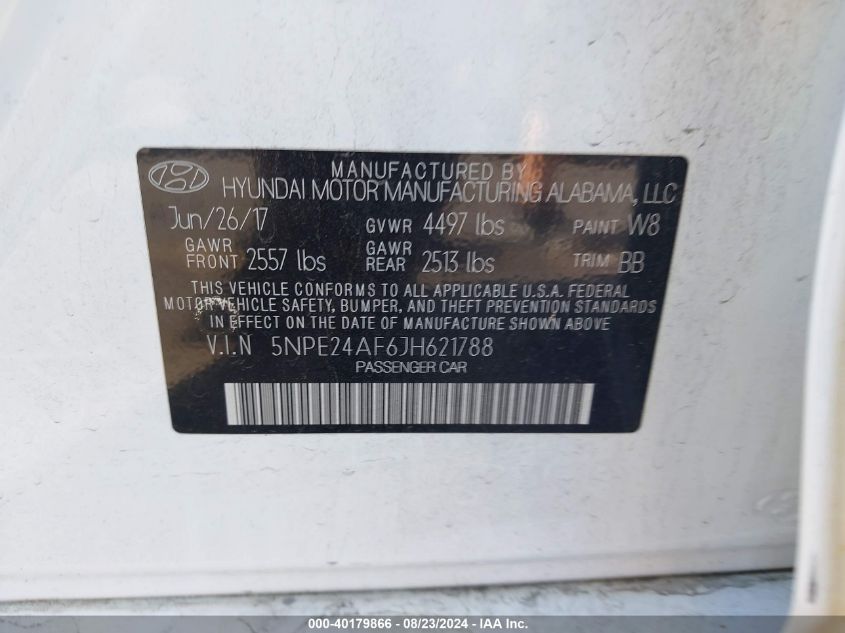 MANUFACTURED BY
HYUNDAI MOTOR MANUFACTURING ALABAMA, LLC
Jun/26/17 GVWR 4497 lbs PAINT W8
GAWR FRONT 2557 lbs GAWR REAR 2513 lbs TRIM BB
THIS VEHICLE CONFORMS TO ALL APPLICABLE U.S.A. FEDERAL
MOTOR VEHICLE SAFETY, BUMPER, AND THEFT PREVENTION STANDARDS
IN EFFECT ON THE DATE OF MANUFACTURE SHOWN ABOVE.
V.I.N 5NPE24AF6JH621788
PASSENGER CAR
000-40179866 - 08/23/2024 - IAA Inc.